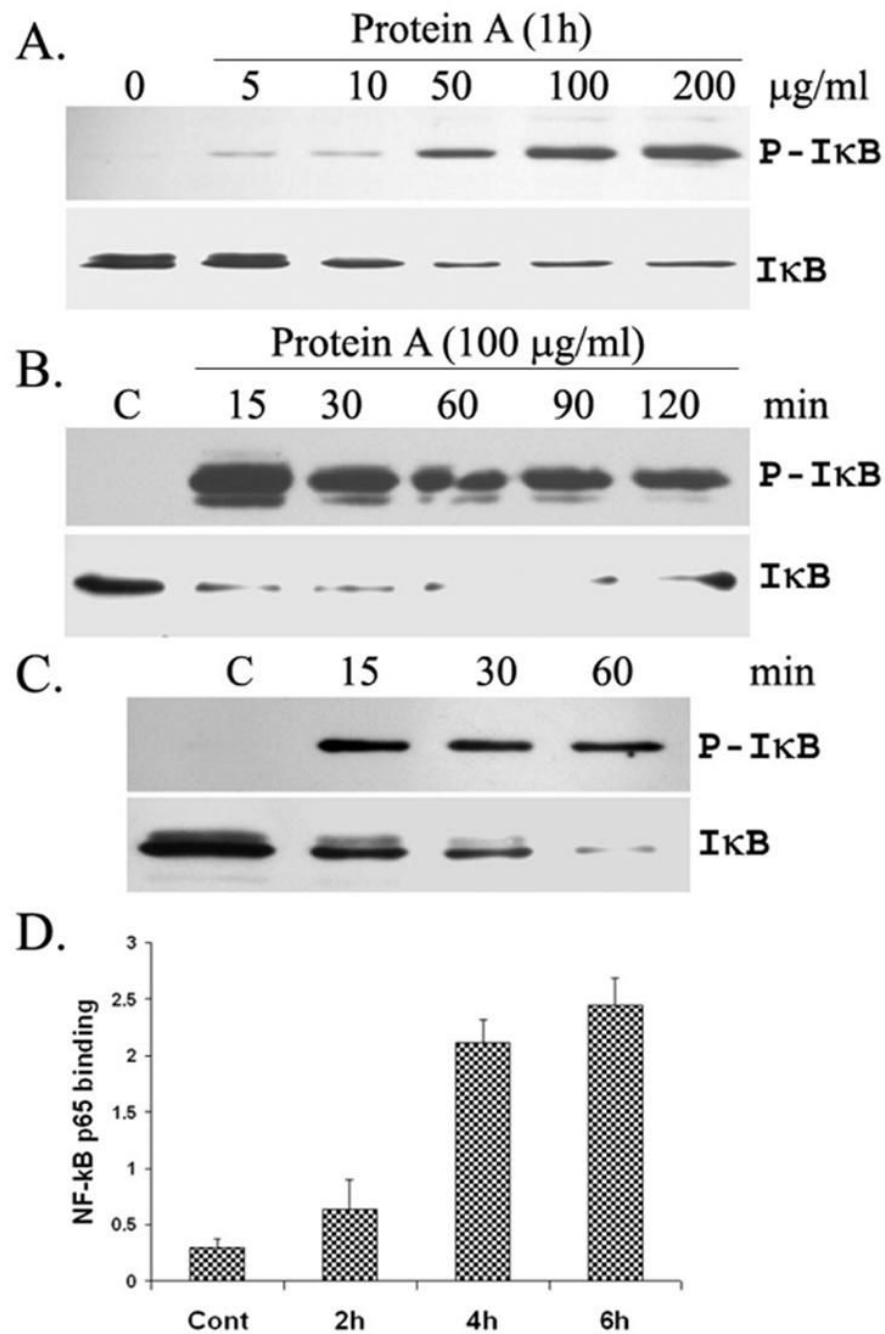 A.
Protein A (1h)
0 5 10 50 100 200 μg/ml
P-IκB
IκB
B.
Protein A (100 μg/ml)
C 15 30 60 90 120 min
P-IκB
IκB
C.
C 15 30 60 min
P-IκB
IκB
D.
NF-kB p65 binding
3
2.5
2
1.5
1
0.5
0
Cont 2h 4h 6h